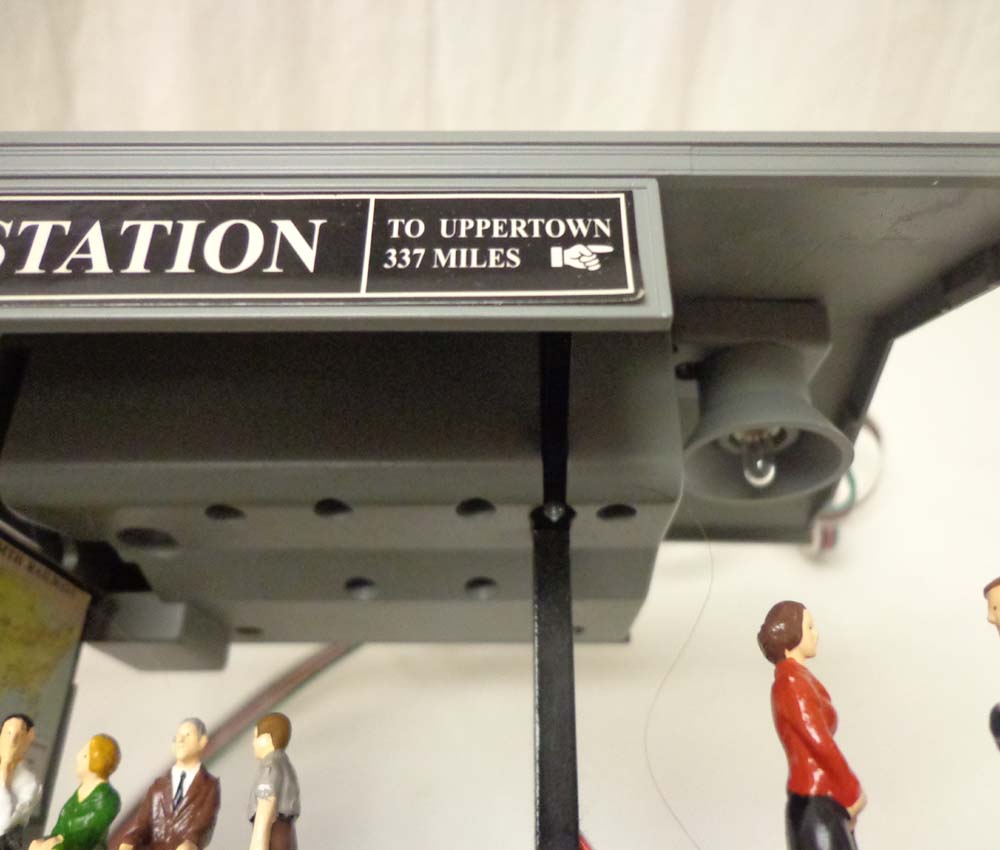 STATION
TO UPPERTOWN
337 MILES